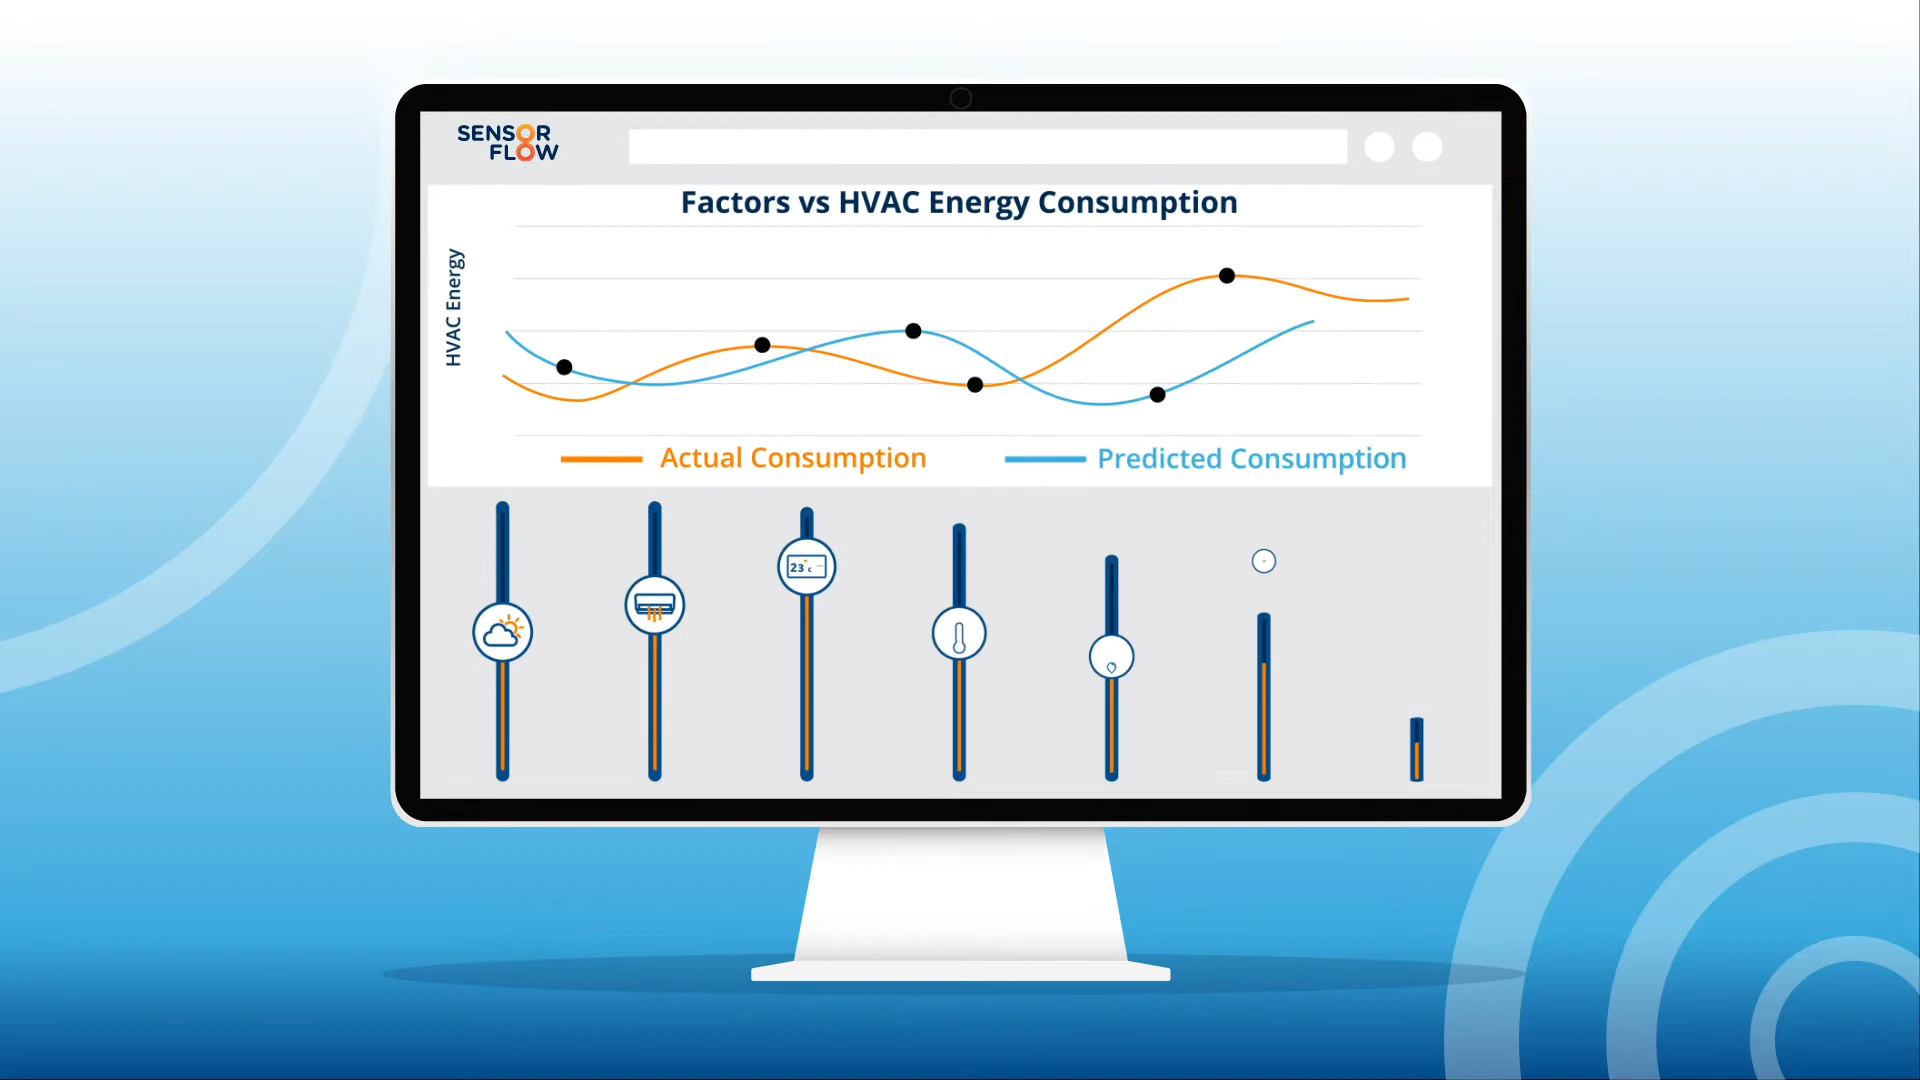 SENSOR
FLOW
Factors vs HVAC Energy Consumption
HVAC Energy
Actual Consumption
Predicted Consumption
23 c